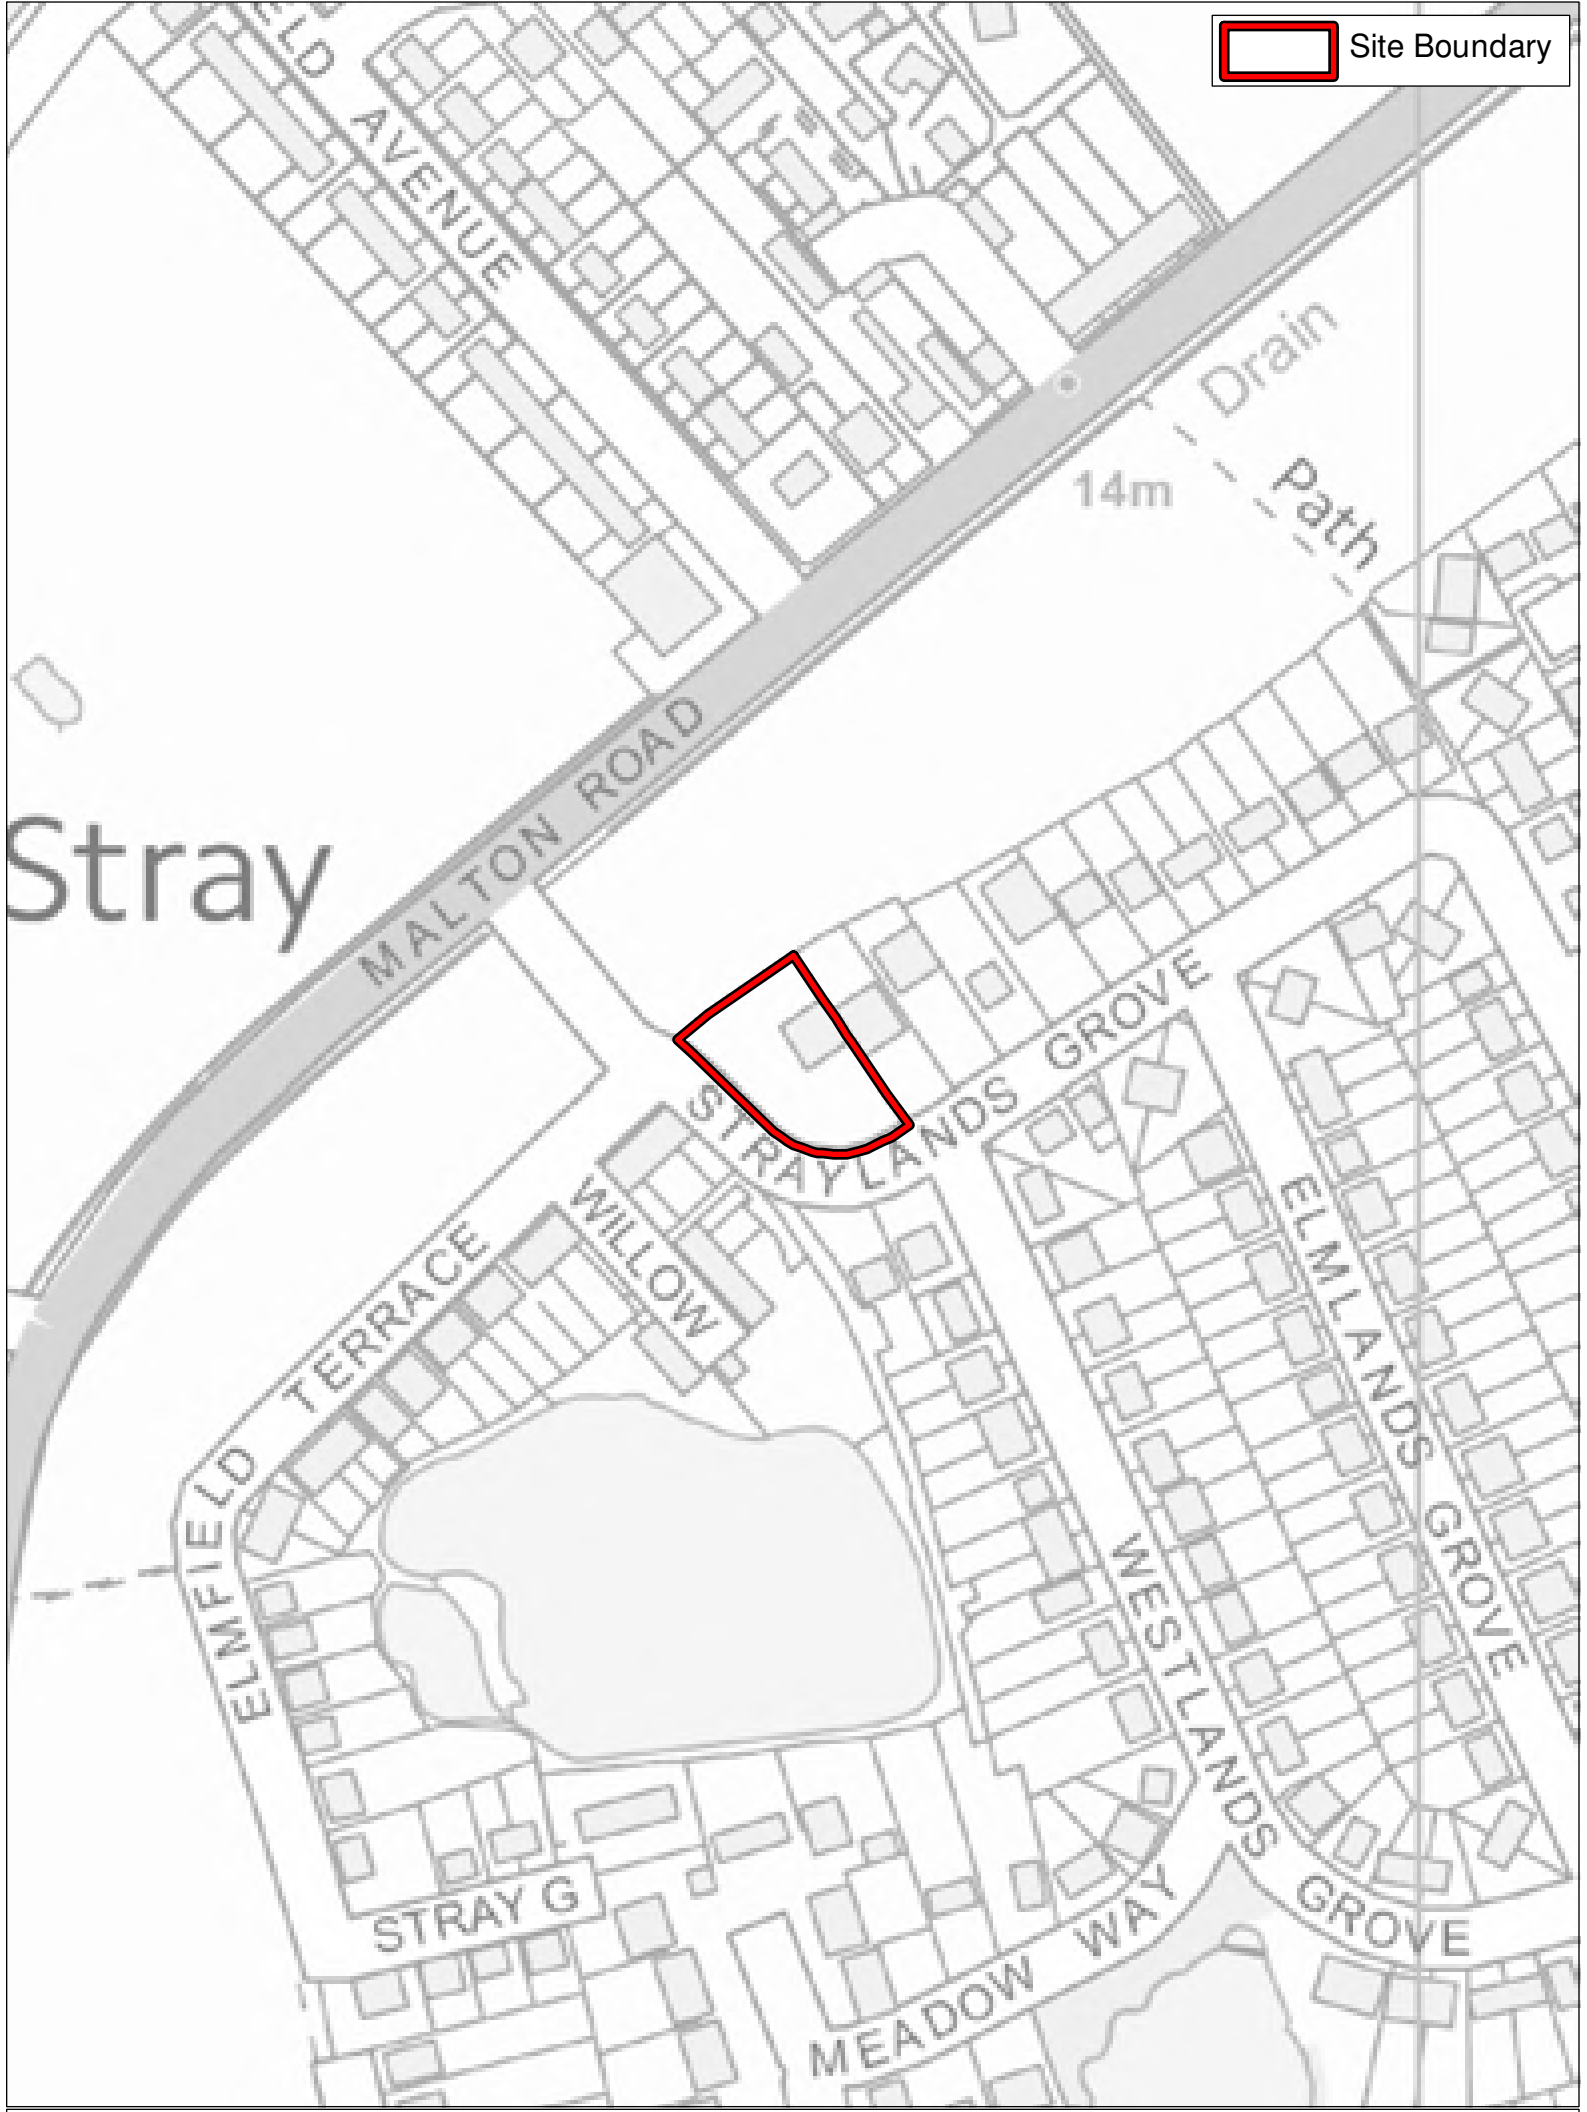 Site Boundary
AVENUE
Drain
14m
Path
MALTON ROAD
Stray
STRAYLANDS GROVE
WILLOW
ELMFIELD TERRACE
ELMLANDS GROVE
WESTLANDS GROVE
STRAY G
MEADOW WAY